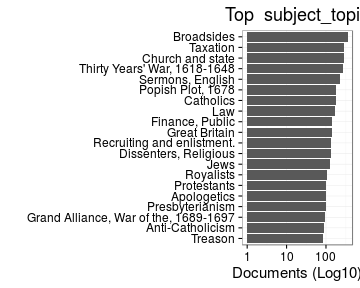 Top subject_topi
Broadsides
Taxation
Church and state
Thirty Years' War, 1618-1648
Sermons, English
Popish Plot, 1678
Catholics
Law
Finance, Public
Great Britain
Recruiting and enlistment.
Dissenters, Religious
Jews
Royalists
Protestants
Apologetics
Presbyterianism
Grand Alliance, War of the, 1689-1697
Anti-Catholicism
Treason
1 10 100
Documents (Log10)